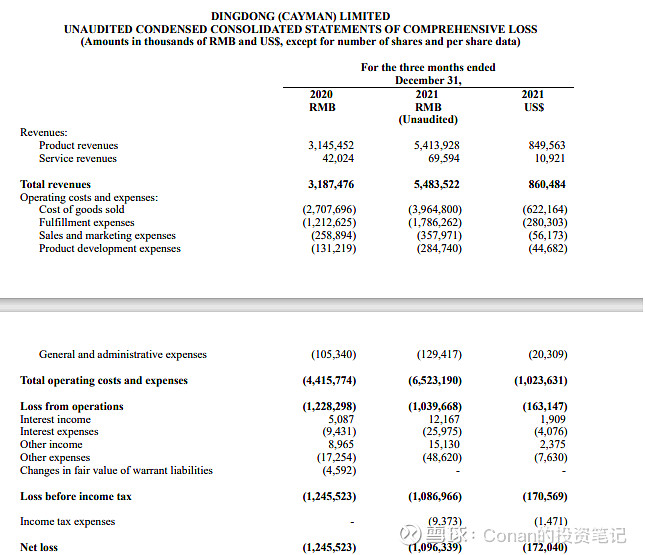 DINGDONG (CAYMAN) LIMITED
UNAUDITED CONDENSED CONSOLIDATED STATEMENTS OF COMPREHENSIVE LOSS
(Amounts in thousands of RMB and US$, except for number of shares and per share data)
For the three months ended
December 31,
2020 2021 2021
RMB RMB US$
(Unaudited)
Revenues:
Product revenues 3,145,452 5,413,928 849,563
Service revenues 42,024 69,594 10,921
Total revenues 3,187,476 5,483,522 860,484
Operating costs and expenses:
Cost of goods sold (2,707,696) (3,964,800) (622,164)
Fulfillment expenses (1,212,625) (1,786,262) (280,303)
Sales and marketing expenses (258,894) (357,971) (56,173)
Product development expenses (131,219) (284,740) (44,682)
General and administrative expenses (105,340) (129,417) (20,309)
Total operating costs and expenses (4,415,774) (6,523,190) (1,023,631)
Loss from operations (1,228,298) (1,039,668) (163,147)
Interest income 5,087 12,167 1,909
Interest expenses (9,431) (25,975) (4,076)
Other income 8,965 15,130 2,375
Other expenses (17,254) (48,620) (7,630)
Changes in fair value of warrant liabilities (4,592) - -
Loss before income tax (1,245,523) (1,086,966) (170,569)
Income tax expenses - (9,373) (1,471)
Net loss (1,245,523) (1,096,339) (172,040)
雪球:Conan的投资笔记